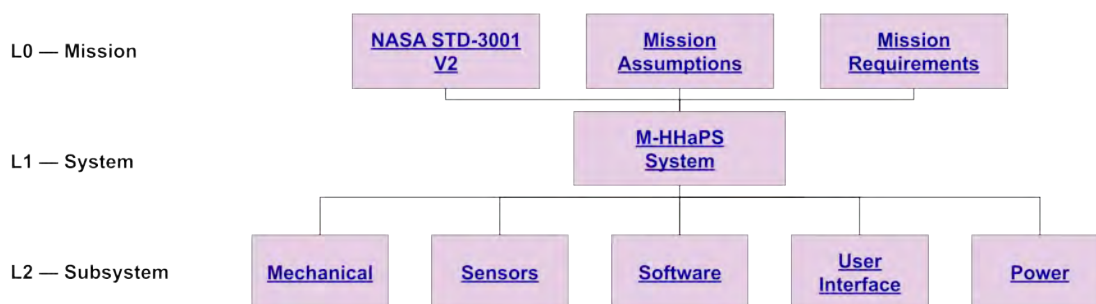 L0 — Mission
NASA STD-3001
V2
Mission
Assumptions
Mission
Requirements
L1 — System
M-HHaPS
System
L2 — Subsystem
Mechanical
Sensors
Software
User
Interface
Power